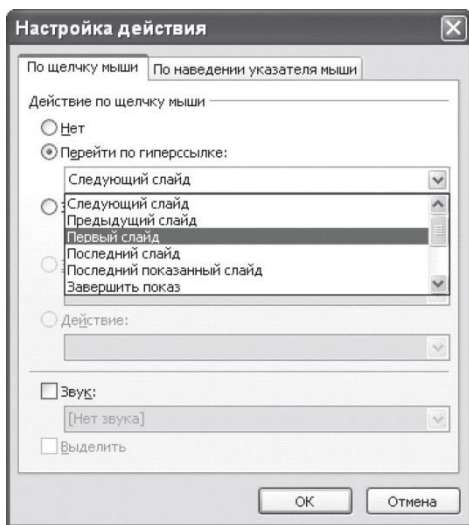 Настройка действия
По щелчку мыши По наведении указателя мыши
Действие по щелчку мыши
Нет
Перейти по гиперссылке:
Следующий слайд
Следующий слайд
Предыдущий слайд
Первый слайд
Последний слайд
Последний показанный слайд
Завершить показ
Действие:
Звук:
[Нет звука]
Выделить
ОК Отмена